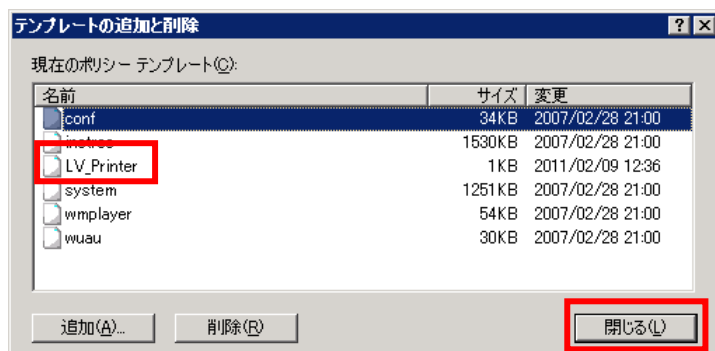 テンプレートの追加と削除
現在のポリシー テンプレート(C):
名前 サイズ 変更
conf 34KB 2007/02/28 21:00
inetres 1530KB 2007/02/28 21:00
LV_Printer 1KB 2011/02/09 12:36
system 1251KB 2007/02/28 21:00
wmplayer 54KB 2007/02/28 21:00
wuau 30KB 2007/02/28 21:00
追加(A)... 削除(R) 閉じる(L)